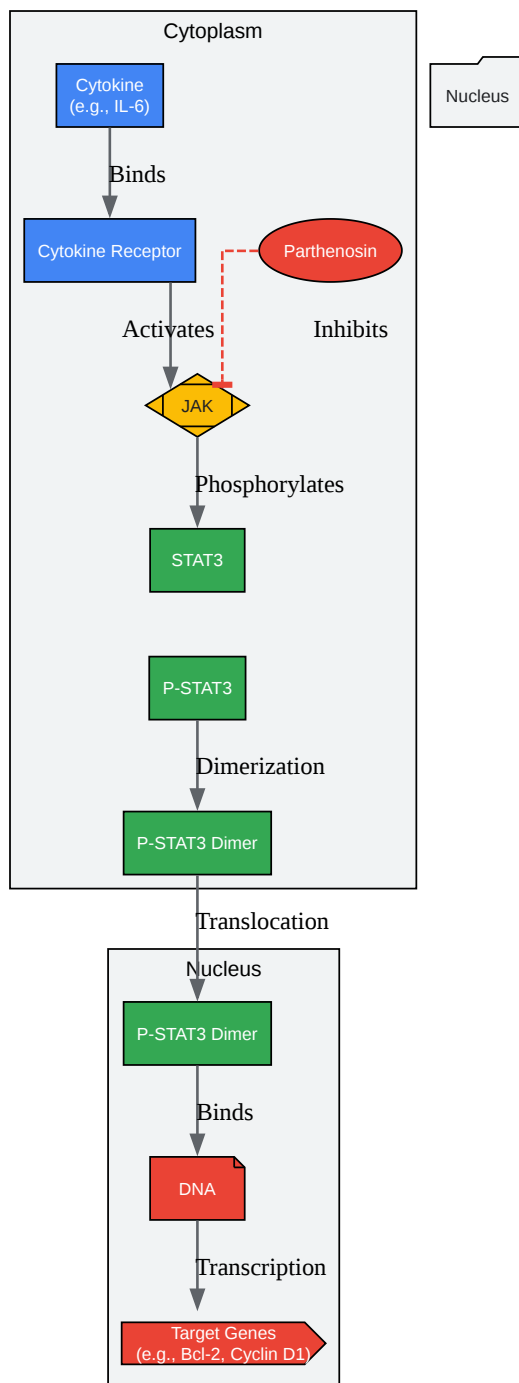 Cytoplasm
Cytokine
(e.g., IL-6)
Nucleus
Binds
Cytokine Receptor
Parthenosin
Activates
Inhibits
JAK
Phosphorylates
STAT3
P-STAT3
Dimerization
P-STAT3 Dimer
Translocation
Nucleus
P-STAT3 Dimer
Binds
DNA
Transcription
Target Genes
(e.g., Bcl-2, Cyclin D1)